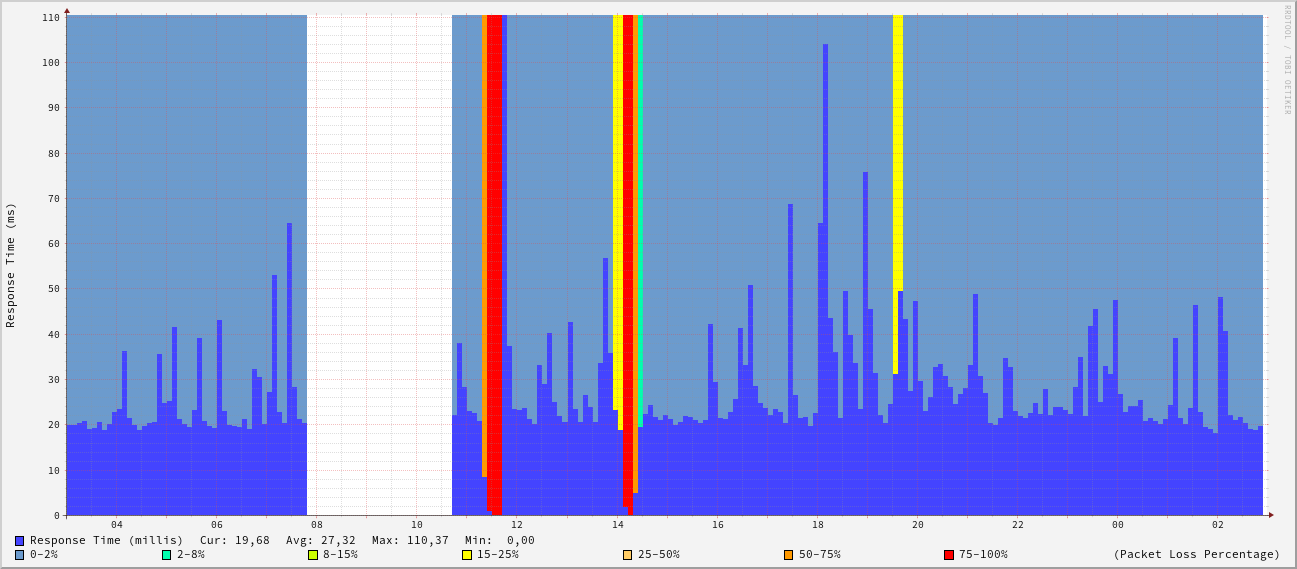 110
100
90
80
70
60
50
40
30
20
10
0
Response Time (ms)
04 06 08 10 12 14 16 18 20 22 00 02
Response Time (millis) Cur: 19,68 Avg: 27,32 Max: 110,37 Min: 0,00
0-2% 2-8% 8-15% 15-25% 25-50% 50-75% 75-100% (Packet Loss Percentage)
RRDTOOL / TOBI OETIKER